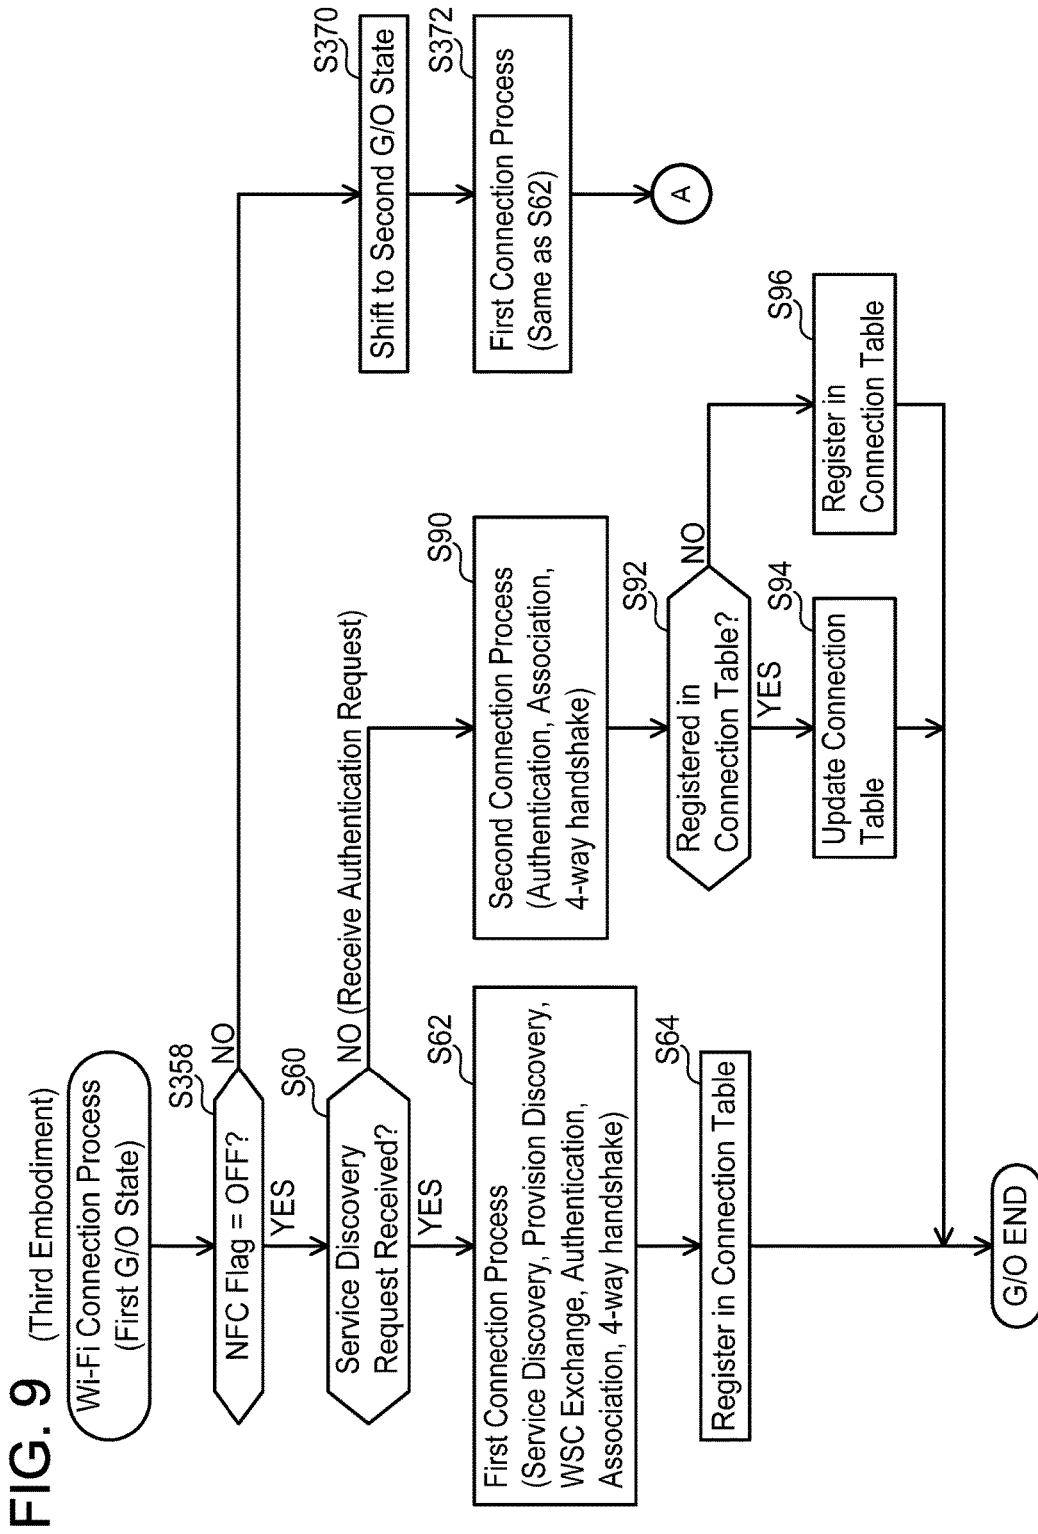 FIG. 9
(Third Embodiment)
Wi-Fi Connection Process
(First G/O State)
S358
NFC Flag = OFF?
NO
YES
S60
Service Discovery
Request Received?
NO (Receive Authentication Request)
YES
S62
First Connection Process
(Service Discovery, Provision Discovery,
WSC Exchange, Authentication,
Association, 4-way handshake)
S64
Register in Connection Table
S90
Second Connection Process
(Authentication, Association,
4-way handshake)
S92
Registered in
Connection Table?
NO
YES
S94
Update Connection
Table
S96
Register in
Connection Table
S370
Shift to Second G/O State
S372
First Connection Process
(Same as S62)
A
G/O END